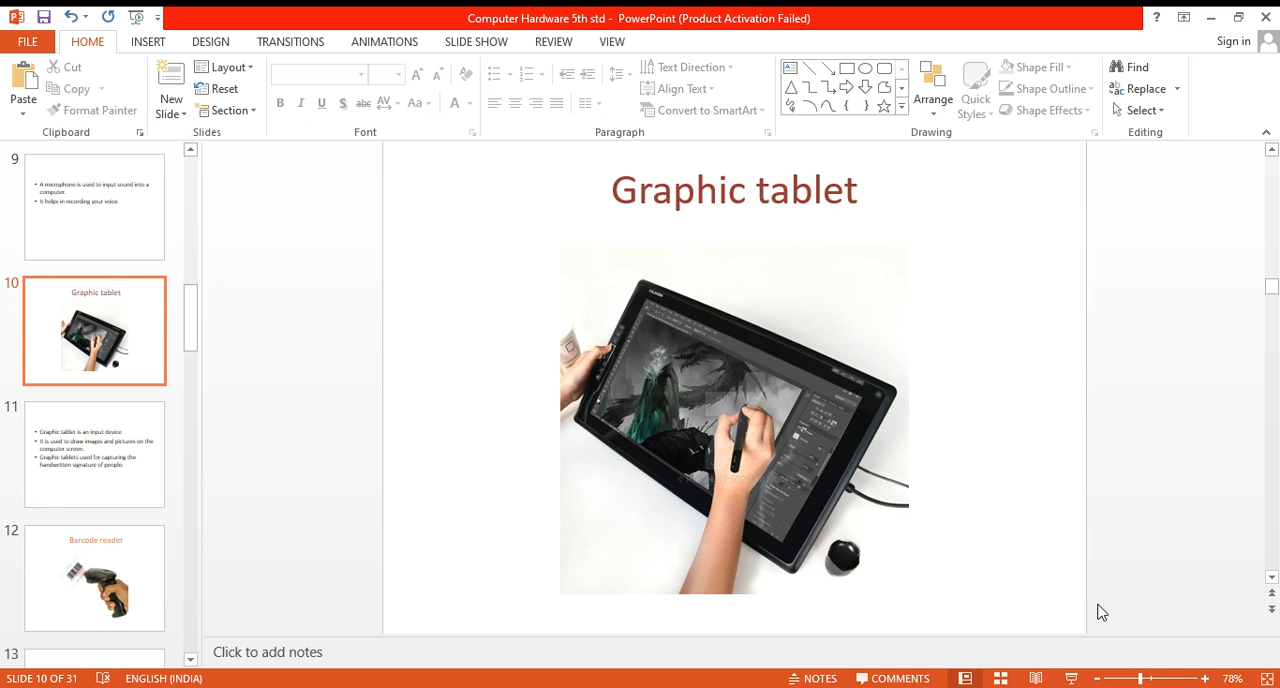 Computer Hardware 5th std - PowerPoint (Product Activation Failed)
FILE HOME INSERT DESIGN TRANSITIONS ANIMATIONS SLIDE SHOW REVIEW VIEW Sign in
Paste
Cut
Copy
Format Painter
Clipboard
New
Slide
Layout
Reset
Section
Slides
Font
Text Direction
Align Text
Convert to SmartArt
Paragraph
Arrange
Quick
Styles
Shape Fill
Shape Outline
Shape Effects
Drawing
Find
Replace
Select
Editing
9
• A microphone is used to input sound into a
computer.
• It helps in recording your voice
10
Graphic tablet
11
• Graphic tablet is an input device
• It is used to draw images and pictures on the
computer screen.
• Graphic tablets used for capturing the
handwritten signature of people.
12
Barcode reader
13
Graphic tablet
HUION
Click to add notes
SLIDE 10 OF 31 ENGLISH (INDIA) NOTES COMMENTS 78%